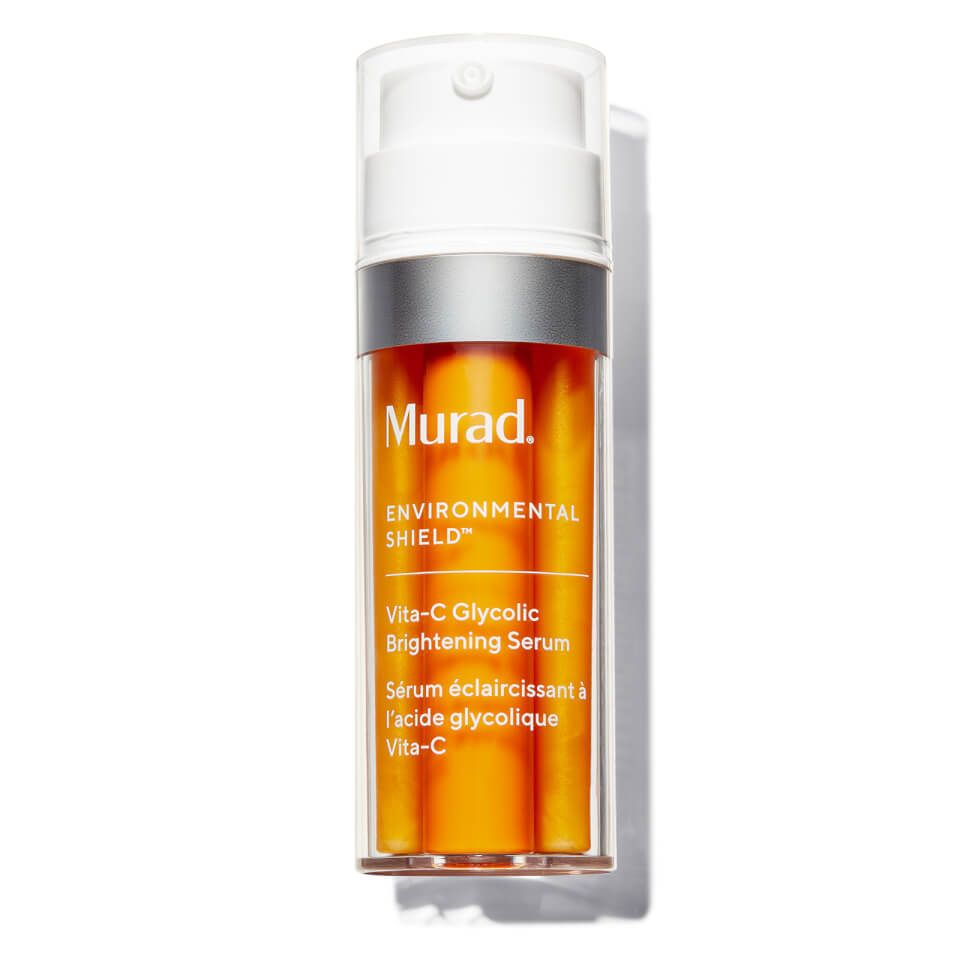 Murad®
ENVIRONMENTAL
SHIELD™
Vita-C Glycolic
Brightening Serum
Sérum éclaircissant à
l'acide glycolique
Vita-C